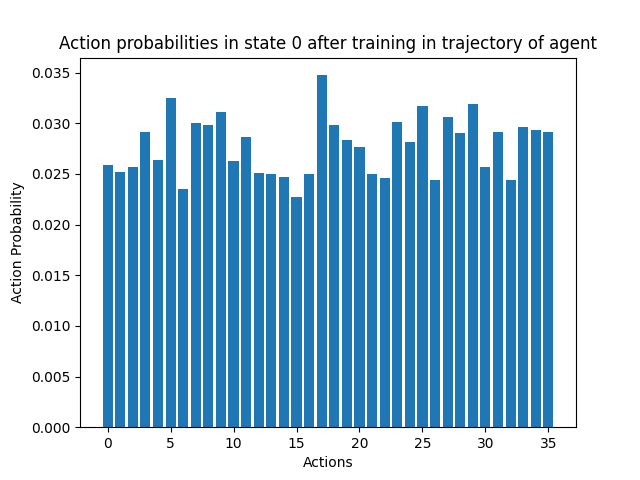 Action probabilities in state 0 after training in trajectory of agent
0.035
0.030
0.025
0.020
0.015
0.010
0.005
0.000
Action Probability
0 5 10 15 20 25 30 35
Actions